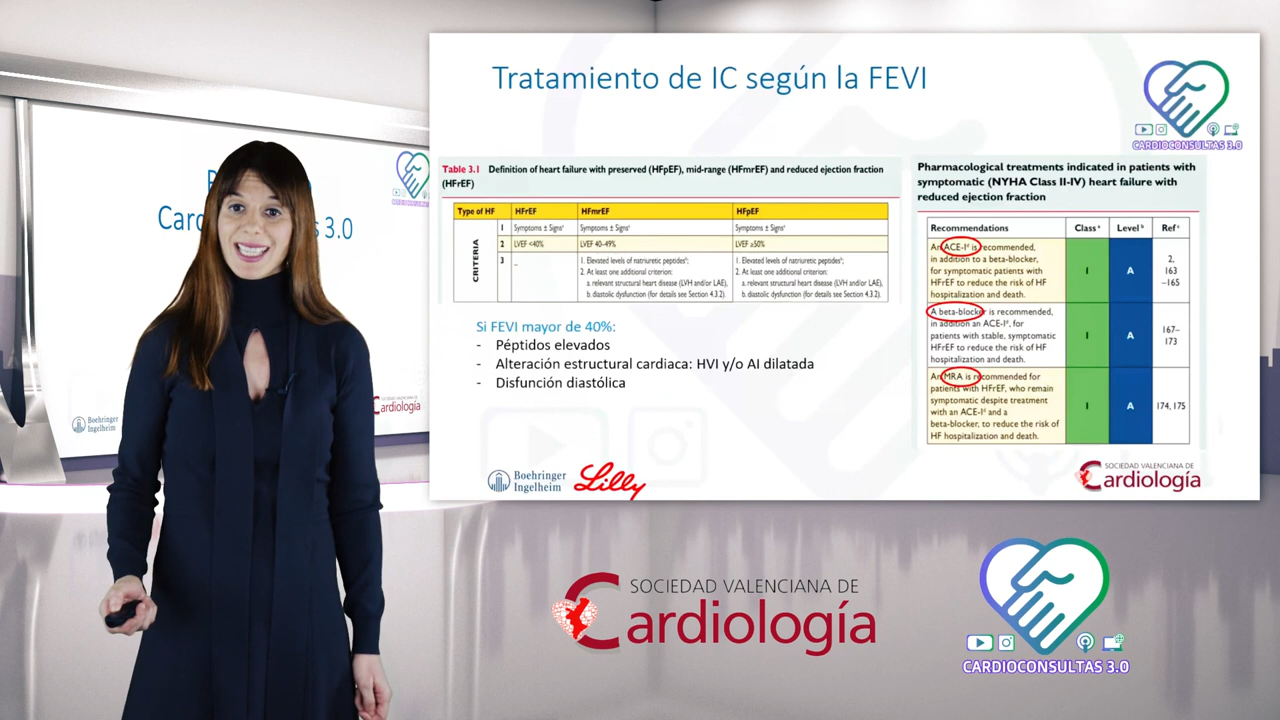 Tratamiento de IC según la FEVI
CARDIOCONSULTAS 3.0
Table 3.1 Definition of heart failure with preserved (HFpEF), mid-range (HFmrEF) and reduced ejection fraction
(HFrEF)
Type of HF HFrEF HFmrEF HFpEF
CRITERIA
1 Symptoms ± Signsª Symptoms ± Signsª Symptoms ± Signsª
2 LVEF <40% LVEF 40–49% LVEF ≥50%
3 – 1. Elevated levels of natriuretic peptidesᵇ; 1. Elevated levels of natriuretic peptidesᵇ;
2. At least one additional criterion: 2. At least one additional criterion:
a. relevant structural heart disease (LVH and/or LAE), a. relevant structural heart disease (LVH and/or LAE),
b. diastolic dysfunction (for details see Section 4.3.2). b. diastolic dysfunction (for details see Section 4.3.2).
Si FEVI mayor de 40%:
- Péptidos elevados
- Alteración estructural cardiaca: HVI y/o AI dilatada
- Disfunción diastólica
Pharmacological treatments indicated in patients with
symptomatic (NYHA Class II-IV) heart failure with
reduced ejection fraction
Recommendations Classª Levelᵇ Refᶜ
An ACE-Iᵈ is recommended,
in addition to a beta-blocker,
for symptomatic patients with
HFrEF to reduce the risk of HF
hospitalization and death.
I A 2,
163
–165
A beta-blocker is recommended,
in addition an ACE-Iᵈ, for
patients with stable, symptomatic
HFrEF to reduce the risk of HF
hospitalization and death.
I A 167–
173
An MRA is recommended for
patients with HFrEF, who remain
symptomatic despite treatment
with an ACE-Iᵈ and a
beta-blocker, to reduce the risk of
HF hospitalization and death.
I A 174, 175
Boehringer
Ingelheim
Lilly
SOCIEDAD VALENCIANA DE
Cardiología
Card
s 3.0
Boehringer
Ingelheim
Cardiología
SOCIEDAD VALENCIANA DE
Cardiología
CARDIOCONSULTAS 3.0